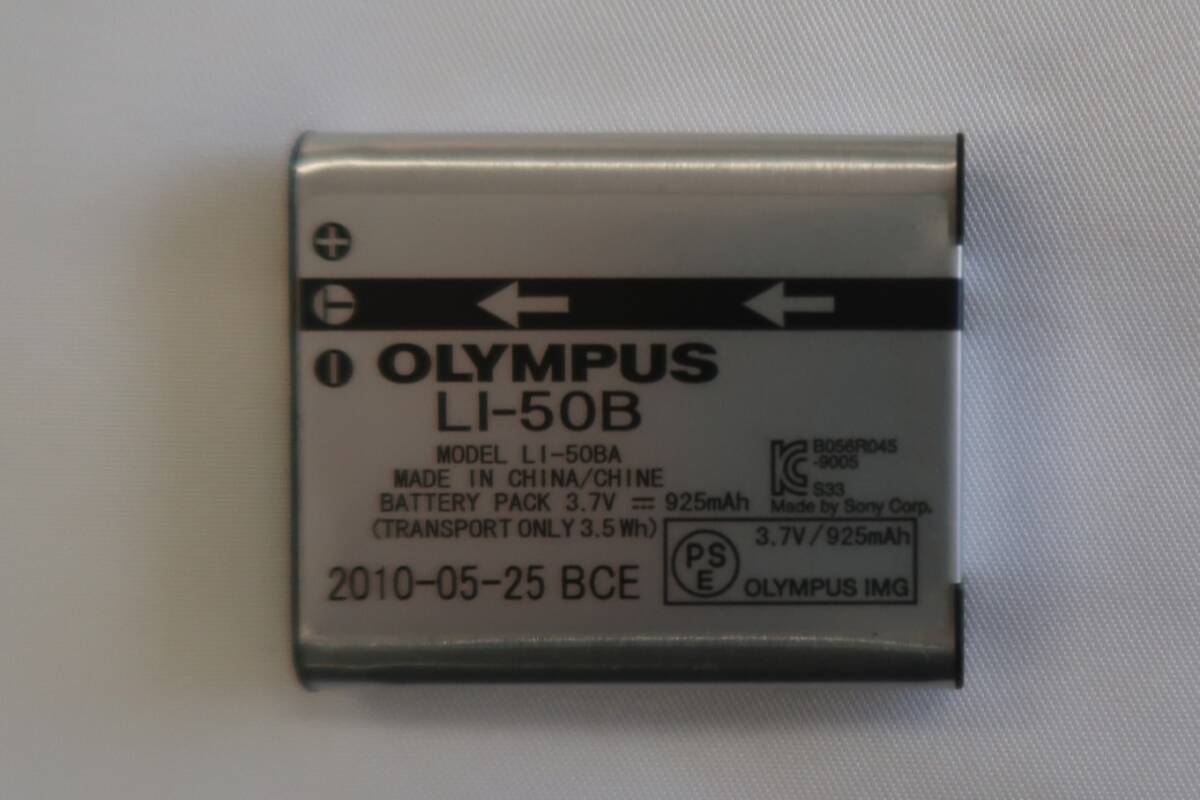 OLYMPUS
LI-50B
MODEL LI-50BA
MADE IN CHINA/CHINE
BATTERY PACK 3.7V ⎓ 925mAh
(TRANSPORT ONLY 3.5 Wh)
2010-05-25 BCE
B056R045
-9005
S33
Made by Sony Corp.
PS
E
3.7V/925mAh
OLYMPUS IMG